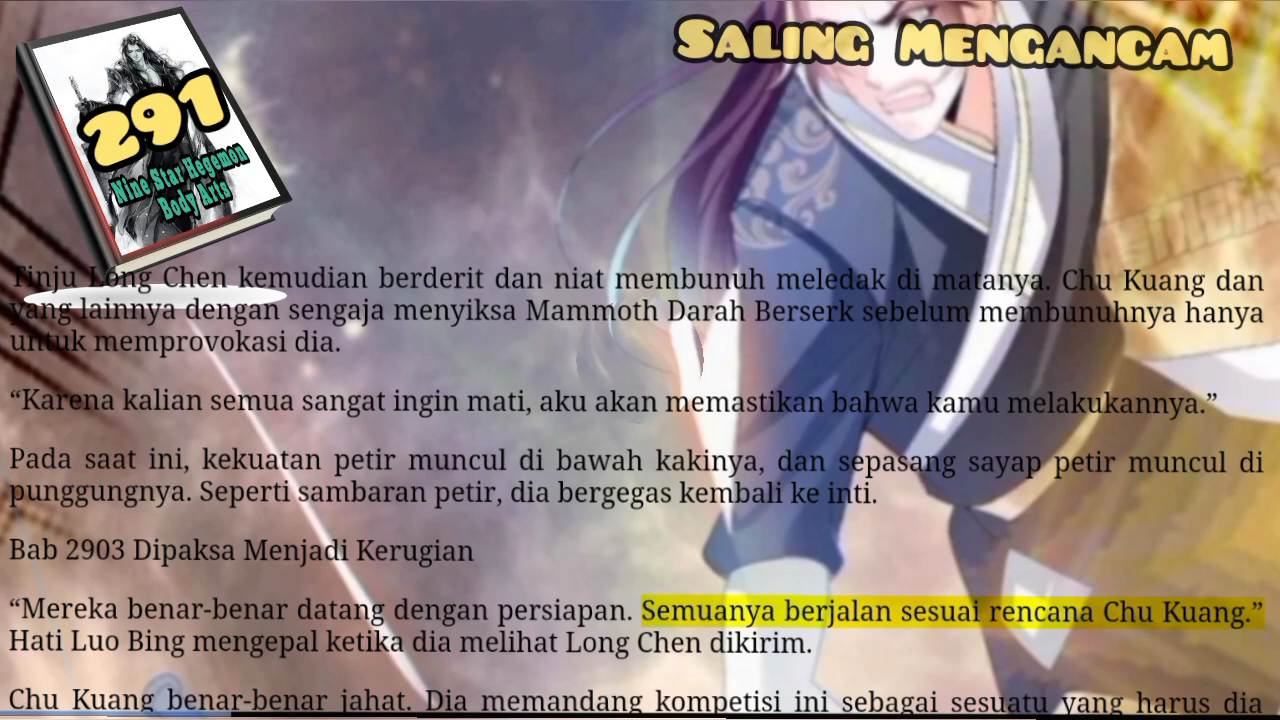 Saling Mengancam
291
Nine Star Hegemon
Body Arts
Tinju Long Chen kemudian berderit dan niat membunuh meledak di matanya. Chu Kuang dan
yang lainnya dengan sengaja menyiksa Mammoth Darah Berserk sebelum membunuhnya hanya
untuk memprovokasi dia.
“Karena kalian semua sangat ingin mati, aku akan memastikan bahwa kamu melakukannya.”
Pada saat ini, kekuatan petir muncul di bawah kakinya, dan sepasang sayap petir muncul di
punggungnya. Seperti sambaran petir, dia bergegas kembali ke inti.
Bab 2903 Dipaksa Menjadi Kerugian
“Mereka benar-benar datang dengan persiapan. Semuanya berjalan sesuai rencana Chu Kuang.”
Hati Luo Bing mengepal ketika dia melihat Long Chen dikirim.
Chu Kuang benar-benar jahat. Dia memandang kompetisi ini sebagai sesuatu yang harus dia